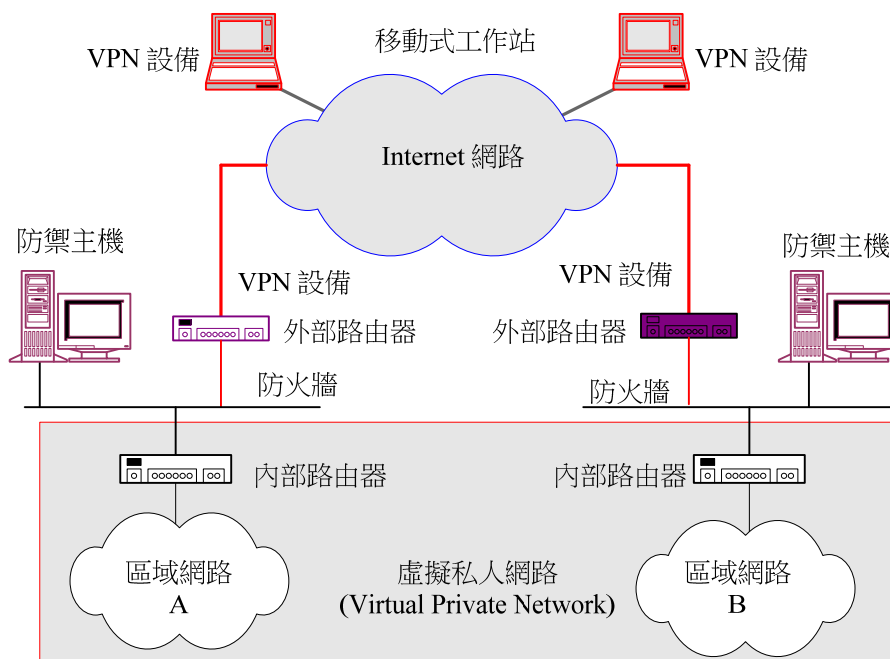 移動式工作站
VPN 設備
VPN 設備
Internet 網路
防禦主機
防禦主機
VPN 設備
VPN 設備
外部路由器
外部路由器
防火牆
防火牆
內部路由器
內部路由器
區域網路
A
虛擬私人網路
(Virtual Private Network)
區域網路
B